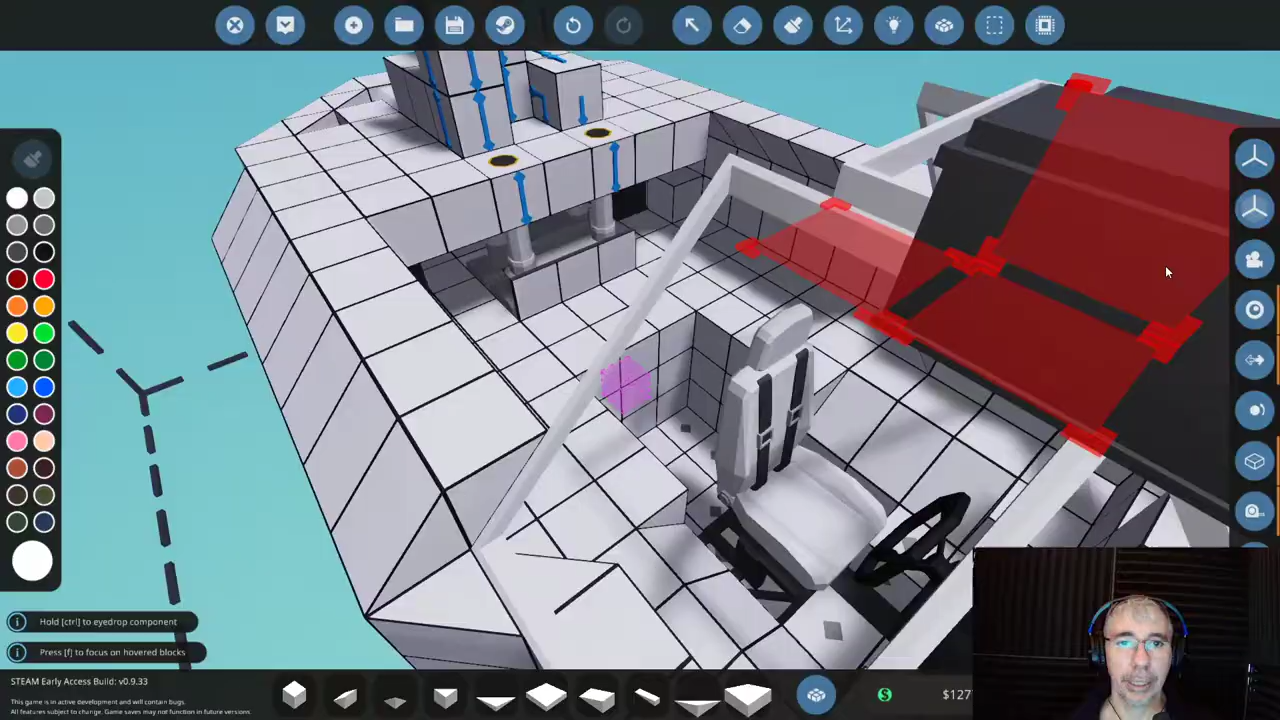 Hold [ctrl] to eyedrop component
Press [f] to focus on hovered blocks
STEAM Early Access Build: v0.9.33
This game is in active development and will contain bugs.
All features subject to change. Game saves may not function in future versions.
$127